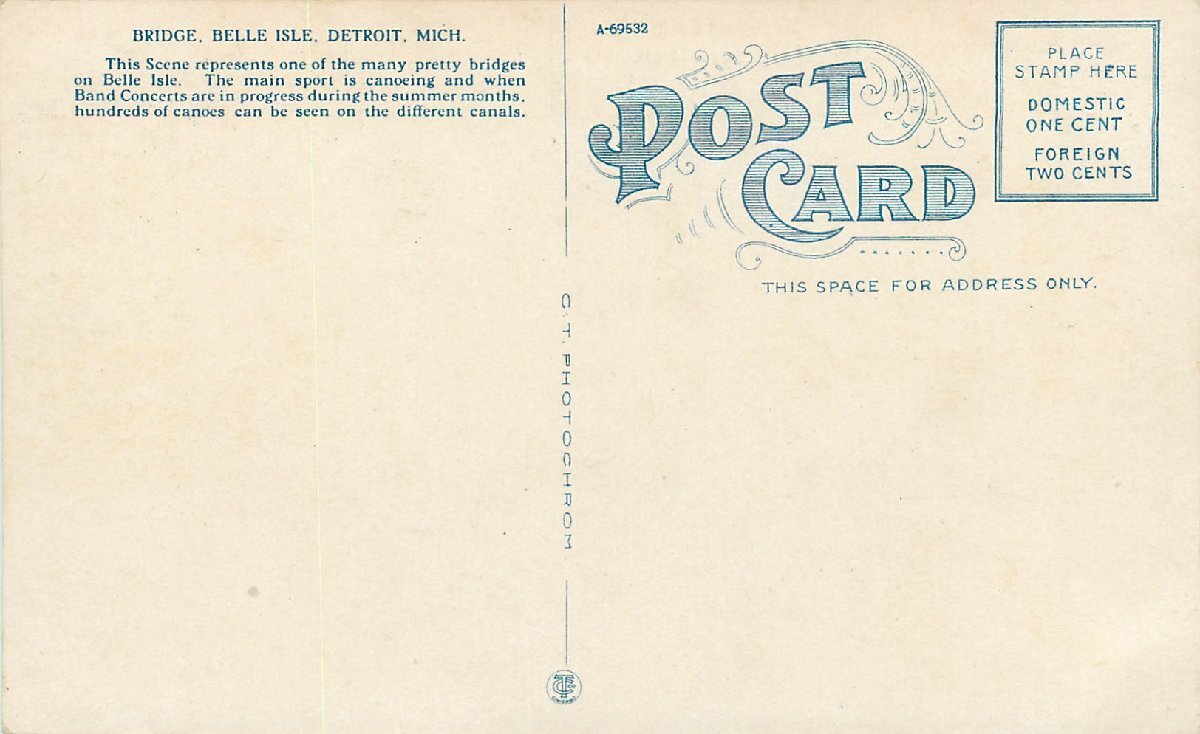 BRIDGE, BELLE ISLE, DETROIT, MICH.
This Scene represents one of the many pretty bridges
on Belle Isle. The main sport is canoeing and when
Band Concerts are in progress during the summer months,
hundreds of canoes can be seen on the different canals.
A-69532
POST
CARD
PLACE
STAMP HERE
DOMESTIC
ONE CENT
FOREIGN
TWO CENTS
THIS SPACE FOR ADDRESS ONLY.
C. T. PHOTOCHROM